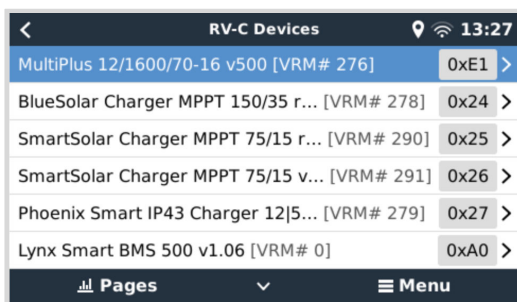 RV-C Devices 13:27
MultiPlus 12/1600/70-16 v500 [VRM# 276] 0xE1
BlueSolar Charger MPPT 150/35 r... [VRM# 278] 0x24
SmartSolar Charger MPPT 75/15 r... [VRM# 290] 0x25
SmartSolar Charger MPPT 75/15 v... [VRM# 291] 0x26
Phoenix Smart IP43 Charger 12|5... [VRM# 279] 0x27
Lynx Smart BMS 500 v1.06 [VRM# 0] 0xA0
Pages Menu